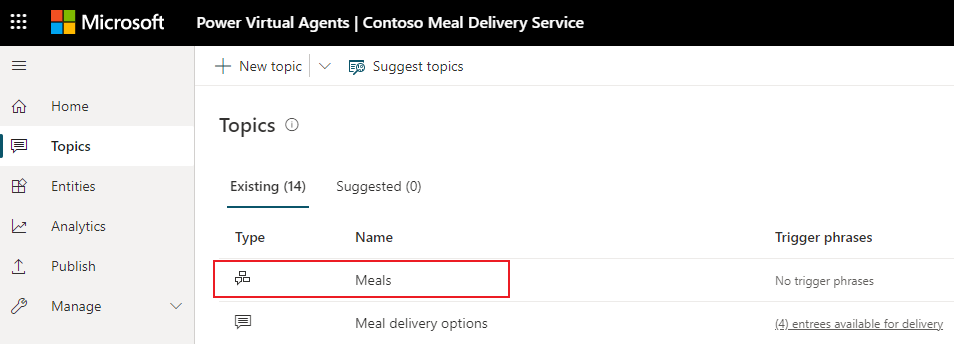 Microsoft Power Virtual Agents | Contoso Meal Delivery Service
New topic Suggest topics
Home
Topics
Entities
Analytics
Publish
Manage
Topics
Existing (14) Suggested (0)
Type Name Trigger phrases
Meals No trigger phrases
Meal delivery options (4) entrees available for delivery